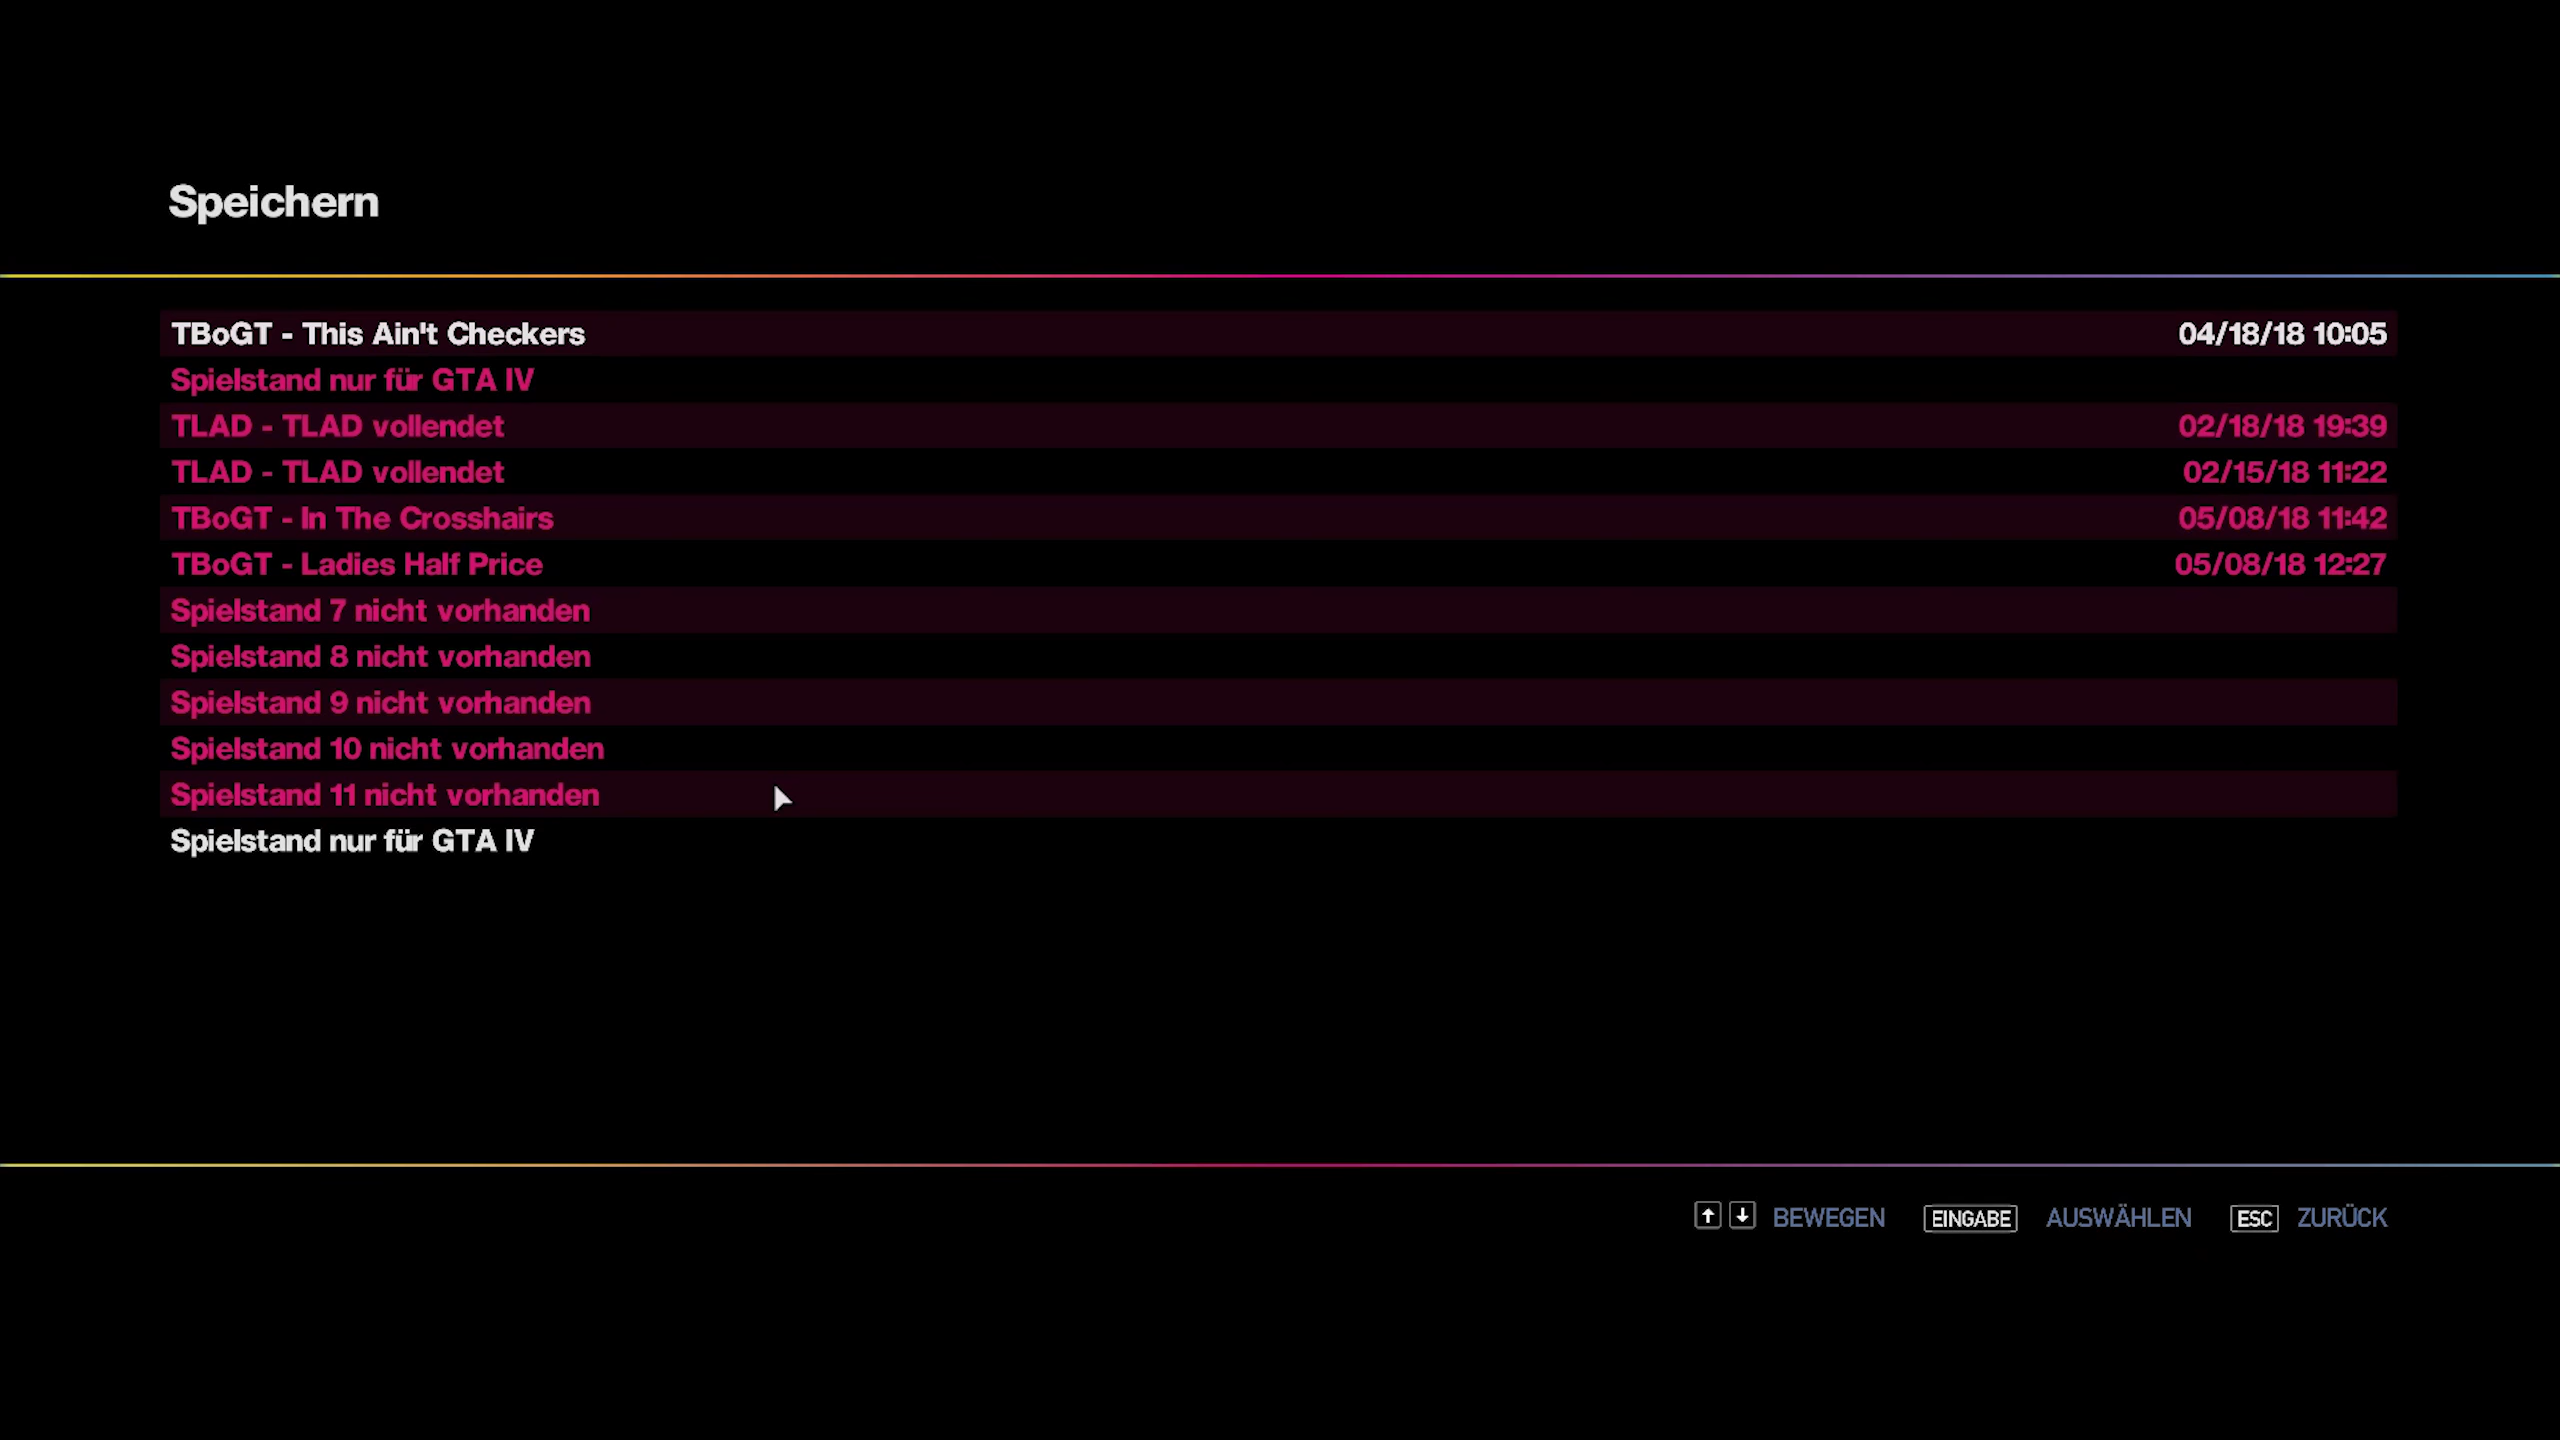 Speichern
TBoGT - This Ain't Checkers 04/18/18 10:05
Spielstand nur für GTA IV
TLAD - TLAD vollendet 02/18/18 19:39
TLAD - TLAD vollendet 02/15/18 11:22
TBoGT - In The Crosshairs 05/08/18 11:42
TBoGT - Ladies Half Price 05/08/18 12:27
Spielstand 7 nicht vorhanden
Spielstand 8 nicht vorhanden
Spielstand 9 nicht vorhanden
Spielstand 10 nicht vorhanden
Spielstand 11 nicht vorhanden
Spielstand nur für GTA IV
↑ ↓ BEWEGEN EINGABE AUSWÄHLEN ESC ZURÜCK